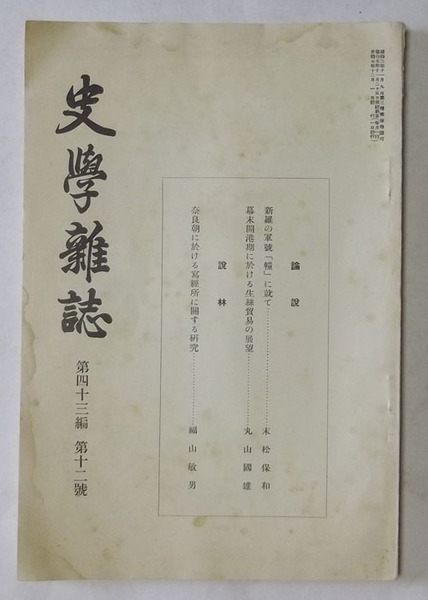 論說
新羅の軍號「幢」に就て……………末松保和
幕末開港期に於ける生絲貿易の展望……………丸山國雄
說林
奈良朝に於ける寫經所に關する硏究……………福山敏男
史學雜誌
第四十三編 第十二號